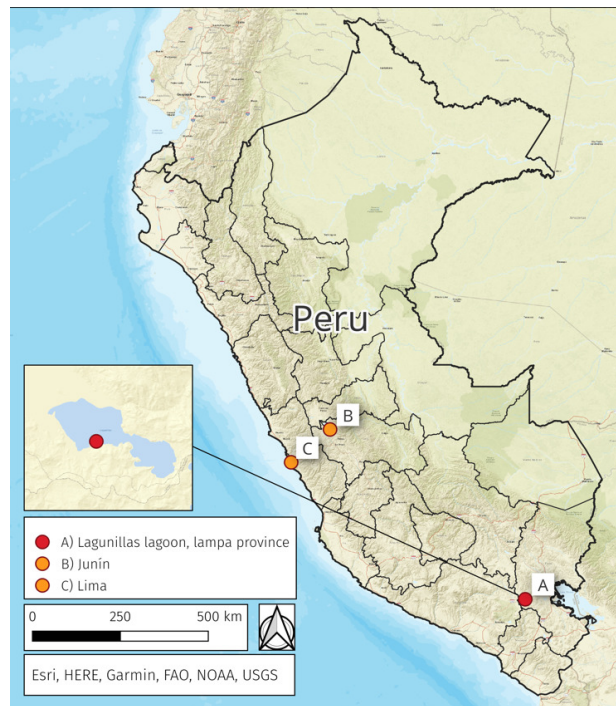 Peru
B
C
A
A) Lagunillas lagoon, lampa province
B) Junín
C) Lima
0 250 500 km
Esri, HERE, Garmin, FAO, NOAA, USGS